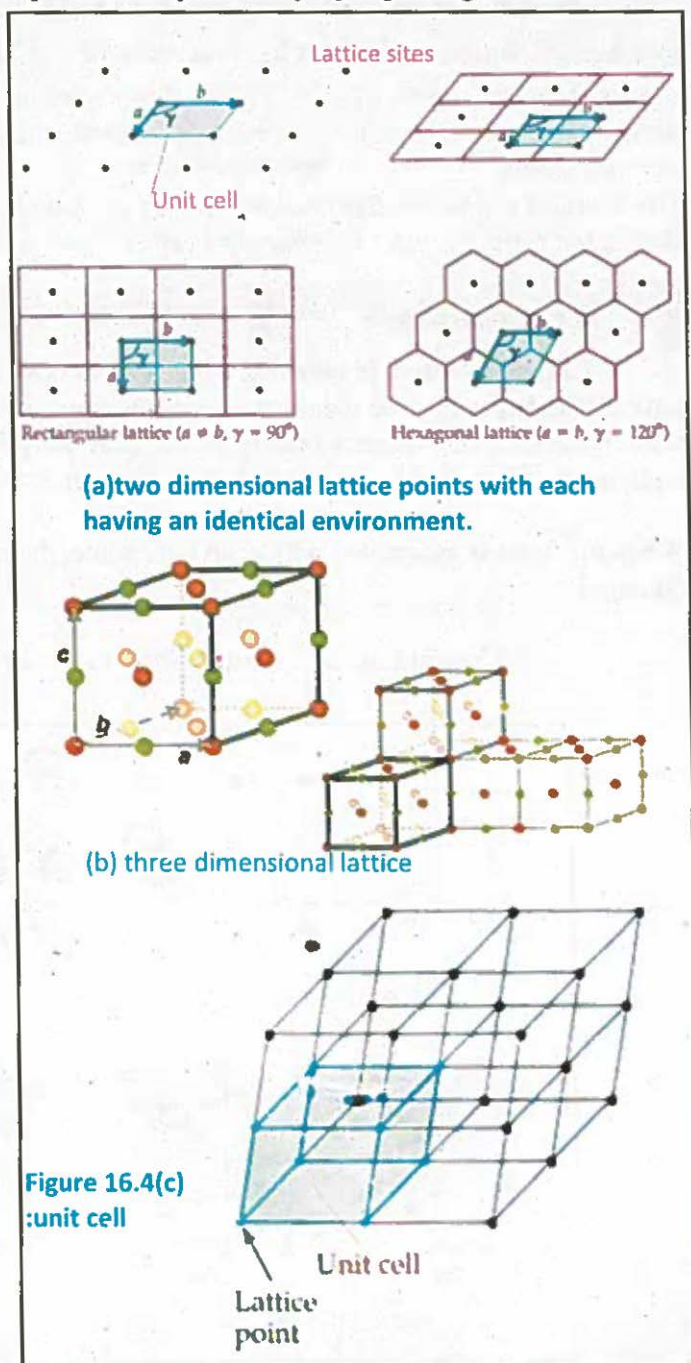 Lattice sites
b
a
γ
b
a
γ
Unit cell
b
γ
a
b
a
γ
Rectangular lattice (a ≠ b, γ = 90°)
Hexagonal lattice (a = b, γ = 120°)
(a)two dimensional lattice points with each
having an identical environment.
c
b
a
(b) three dimensional lattice
Figure 16.4(c)
:unit cell
Unit cell
Lattice
point